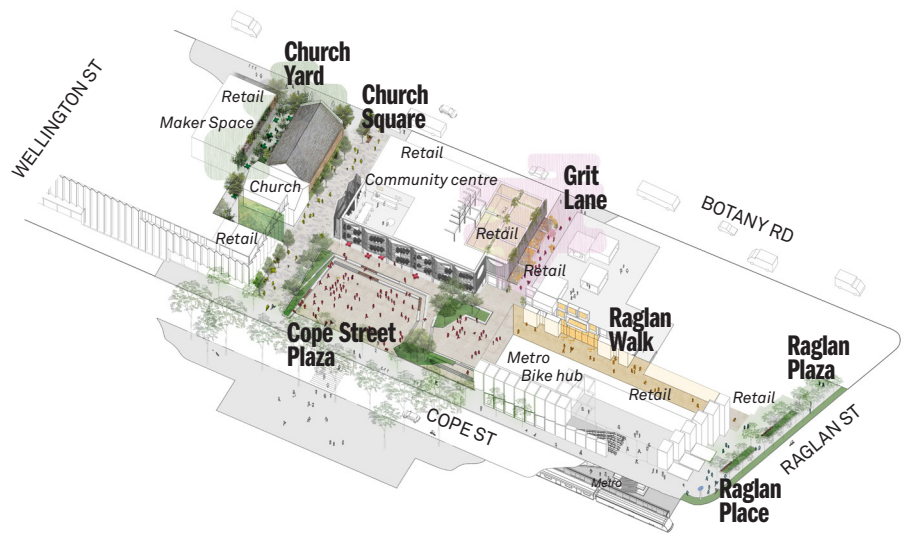 Church
Yard
Retail
Maker Space
WELLINGTON ST
Church
Square
Retail
Community centre
Church
Retail
Grit
Lane
Retail
Retail
BOTANY RD
Cope Street
Plaza
Raglan
Walk
Metro
Bike hub
Retail
Retail
Raglan
Plaza
COPE ST
RAGLAN ST
Metro
Raglan
Place